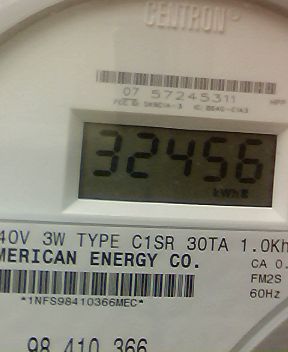 CENTRON®
07 57245311
32456
kWh
40V 3W TYPE C1SR 30TA 1.0Kh
MERICAN ENERGY CO.
CA 0.
FM2S
*1NFS98410366MEC*
60Hz
98 410 366